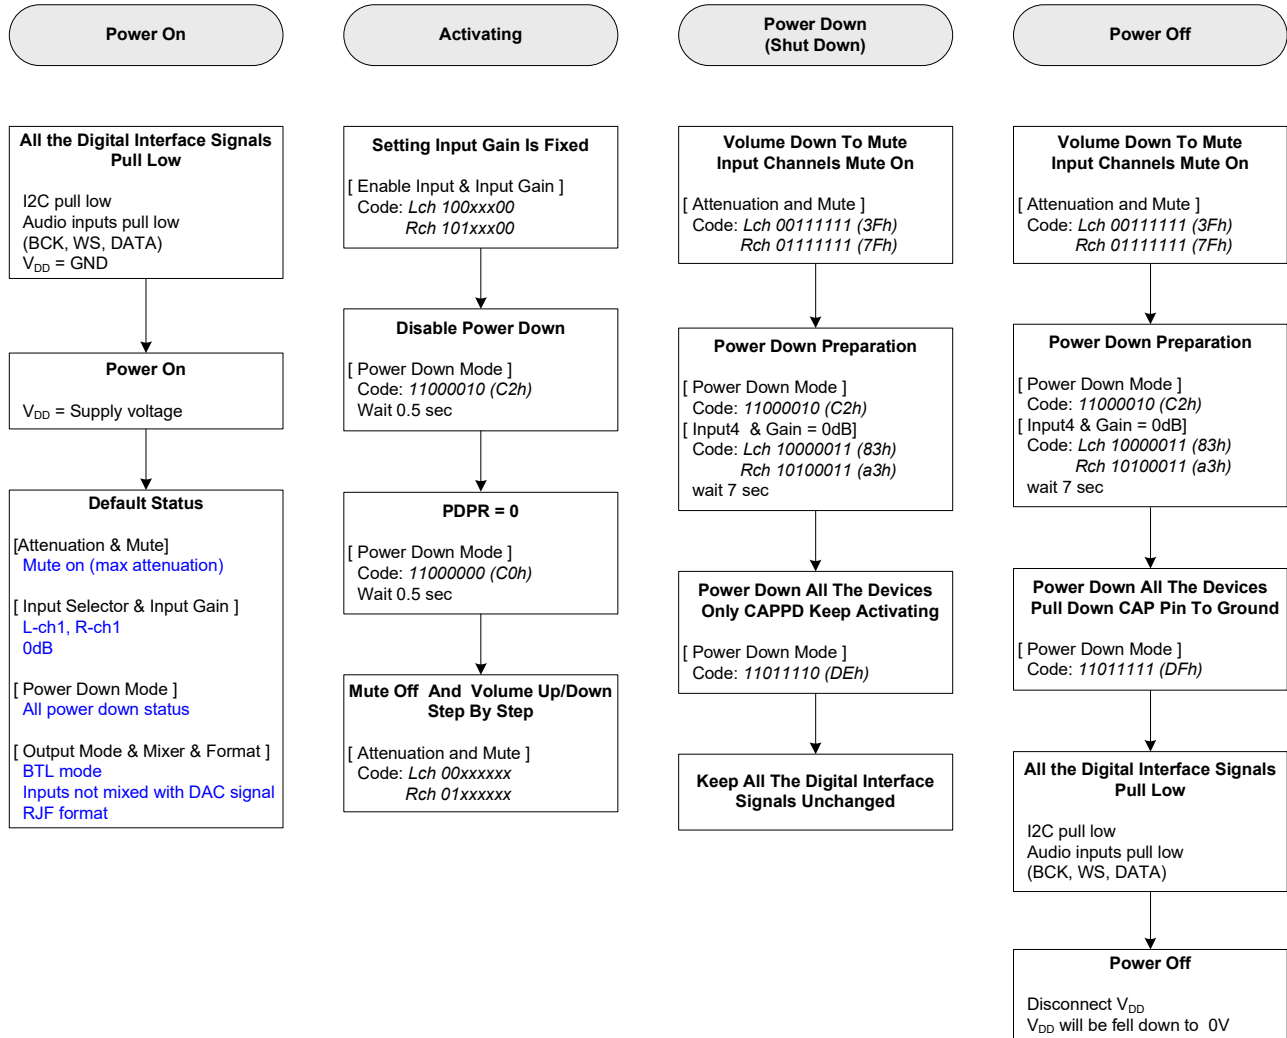 Power On
All the Digital Interface Signals
Pull Low
I2C pull low
Audio inputs pull low
(BCK, WS, DATA)
VDD = GND
Power On
VDD = Supply voltage
Default Status
[Attenuation & Mute]
Mute on (max attenuation)
[ Input Selector & Input Gain ]
L-ch1, R-ch1
0dB
[ Power Down Mode ]
All power down status
[ Output Mode & Mixer & Format ]
BTL mode
Inputs not mixed with DAC signal
RJF format
Activating
Setting Input Gain Is Fixed
[ Enable Input & Input Gain ]
Code: Lch 100xxx00
Rch 101xxx00
Disable Power Down
[ Power Down Mode ]
Code: 11000010 (C2h)
Wait 0.5 sec
PDPR = 0
[ Power Down Mode ]
Code: 11000000 (C0h)
Wait 0.5 sec
Mute Off And Volume Up/Down
Step By Step
[ Attenuation and Mute ]
Code: Lch 00xxxxxx
Rch 01xxxxxx
Power Down
(Shut Down)
Volume Down To Mute
Input Channels Mute On
[ Attenuation and Mute ]
Code: Lch 00111111 (3Fh)
Rch 01111111 (7Fh)
Power Down Preparation
[ Power Down Mode ]
Code: 11000010 (C2h)
[ Input4 & Gain = 0dB]
Code: Lch 10000011 (83h)
Rch 10100011 (a3h)
wait 7 sec
Power Down All The Devices
Only CAPPD Keep Activating
[ Power Down Mode ]
Code: 11011110 (DEh)
Keep All The Digital Interface
Signals Unchanged
Power Off
Volume Down To Mute
Input Channels Mute On
[ Attenuation and Mute ]
Code: Lch 00111111 (3Fh)
Rch 01111111 (7Fh)
Power Down Preparation
[ Power Down Mode ]
Code: 11000010 (C2h)
[ Input4 & Gain = 0dB]
Code: Lch 10000011 (83h)
Rch 10100011 (a3h)
wait 7 sec
Power Down All The Devices
Pull Down CAP Pin To Ground
[ Power Down Mode ]
Code: 11011111 (DFh)
All the Digital Interface Signals
Pull Low
I2C pull low
Audio inputs pull low
(BCK, WS, DATA)
Power Off
Disconnect VDD
VDD will be fell down to 0V